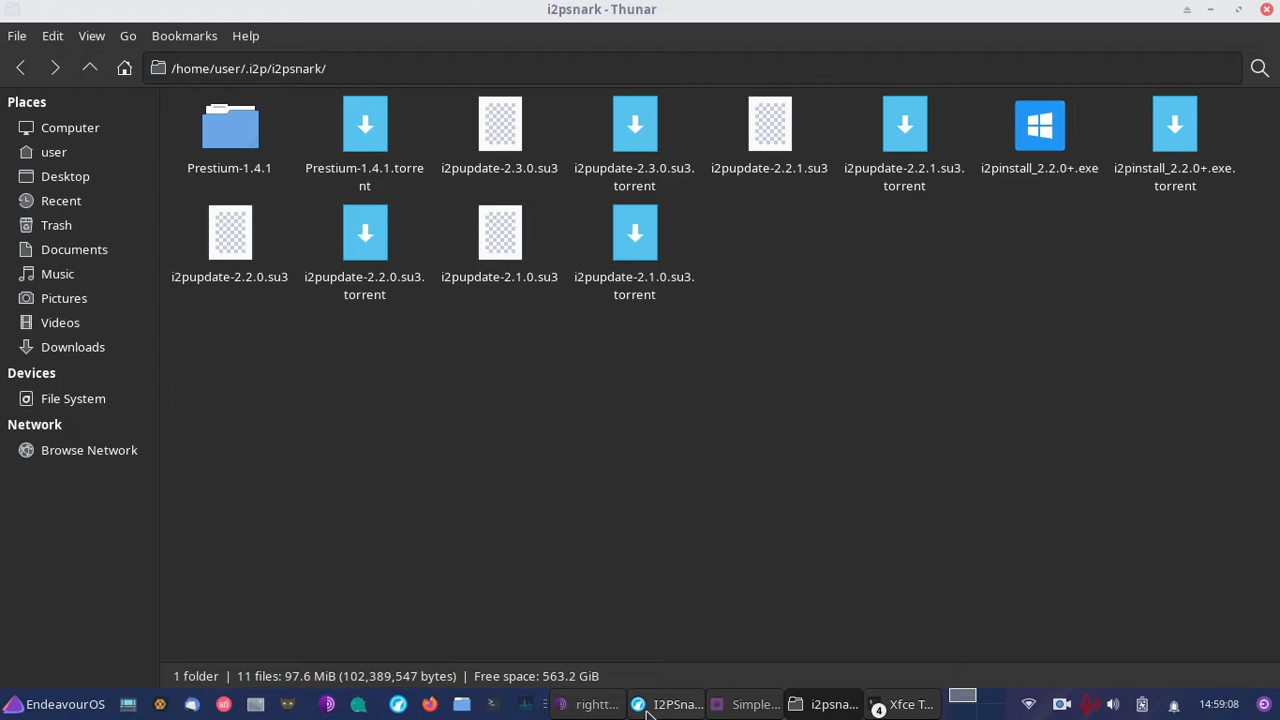 i2psnark - Thunar
File Edit View Go Bookmarks Help
/home/user/.i2p/i2psnark/
Places
Computer
user
Desktop
Recent
Trash
Documents
Music
Pictures
Videos
Downloads
Devices
File System
Network
Browse Network
Prestium-1.4.1
Prestium-1.4.1.torre
nt
i2pupdate-2.3.0.su3
i2pupdate-2.3.0.su3.
torrent
i2pupdate-2.2.1.su3
i2pupdate-2.2.1.su3.
torrent
i2pinstall_2.2.0+.exe
i2pinstall_2.2.0+.exe.
torrent
i2pupdate-2.2.0.su3
i2pupdate-2.2.0.su3.
torrent
i2pupdate-2.1.0.su3
i2pupdate-2.1.0.su3.
torrent
1 folder | 11 files: 97.6 MiB (102,389,547 bytes) | Free space: 563.2 GiB
EndeavourOS
rightt...
I2PSna...
Simple...
i2psna...
4
Xfce T...
14:59:08